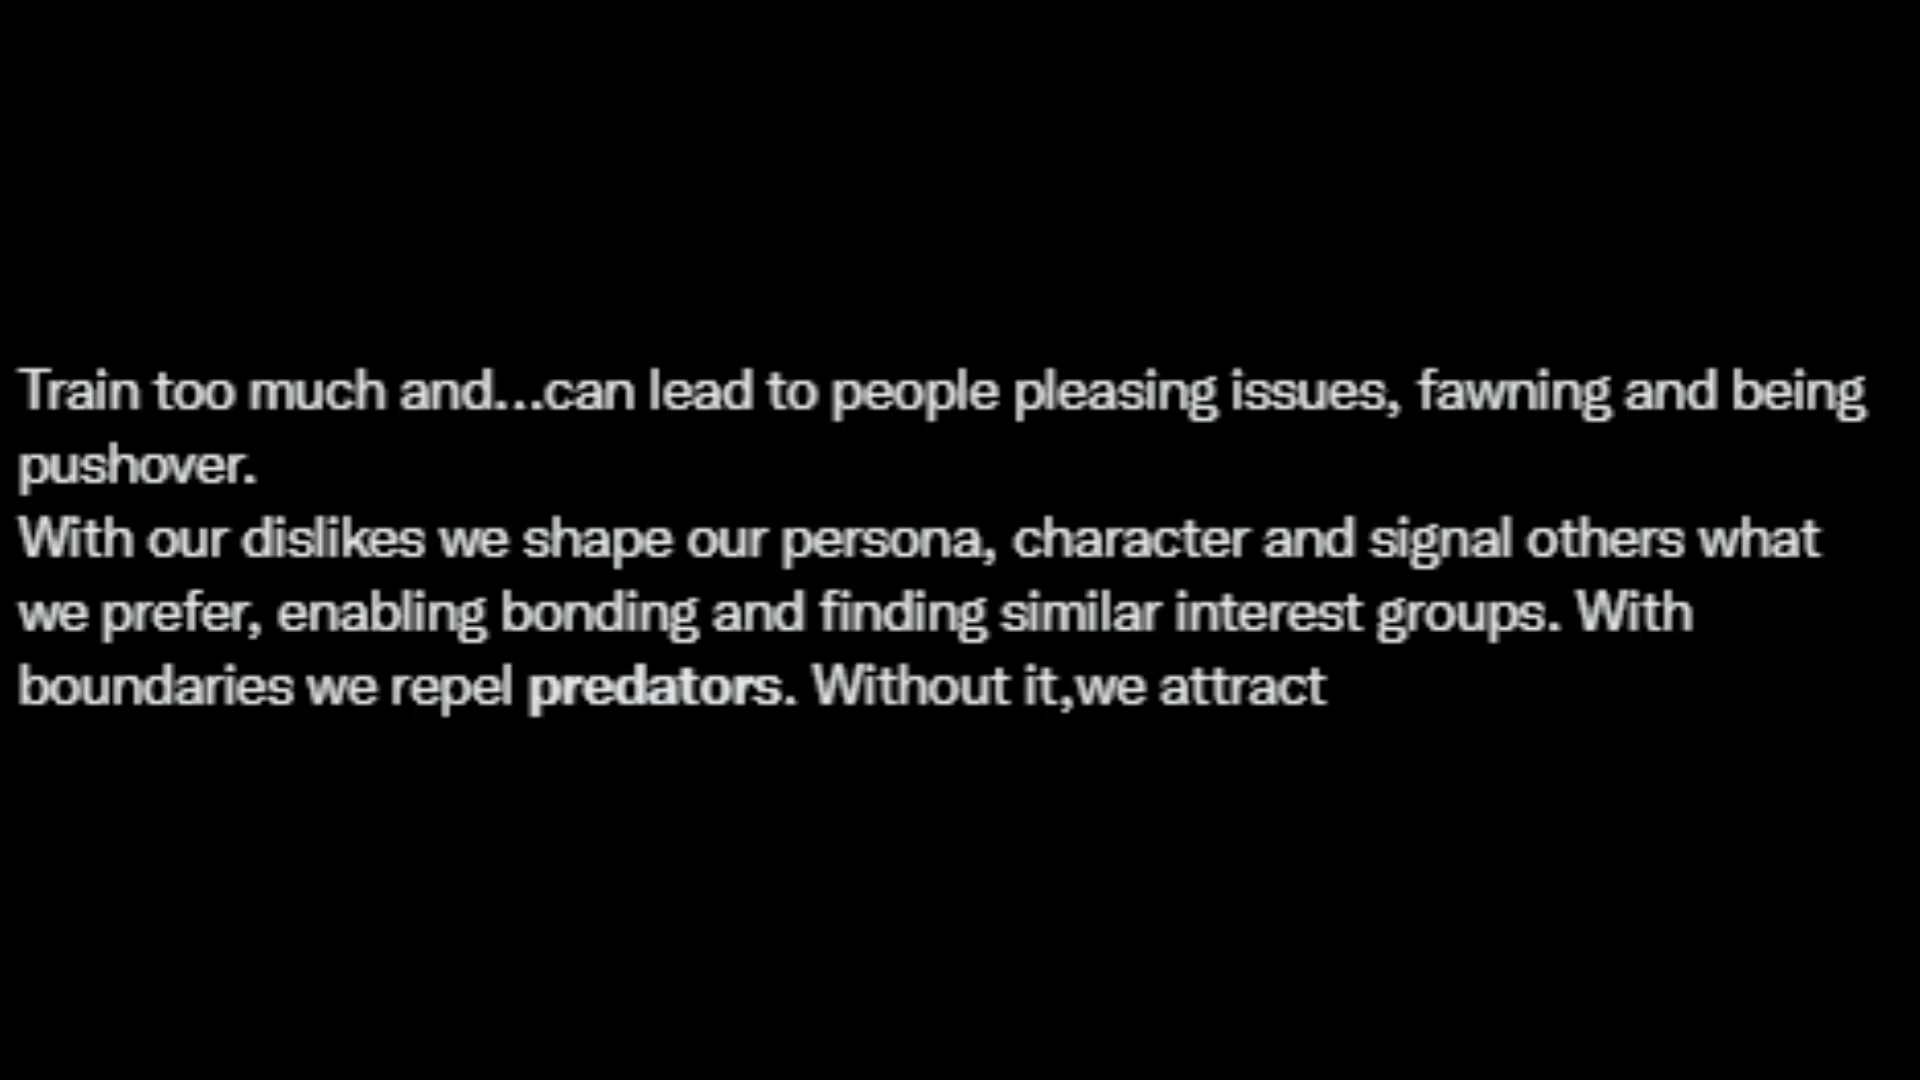 Train too much and...can lead to people pleasing issues, fawning and being
pushover.
With our dislikes we shape our persona, character and signal others what
we prefer, enabling bonding and finding similar interest groups. With
boundaries we repel predators. Without it,we attract